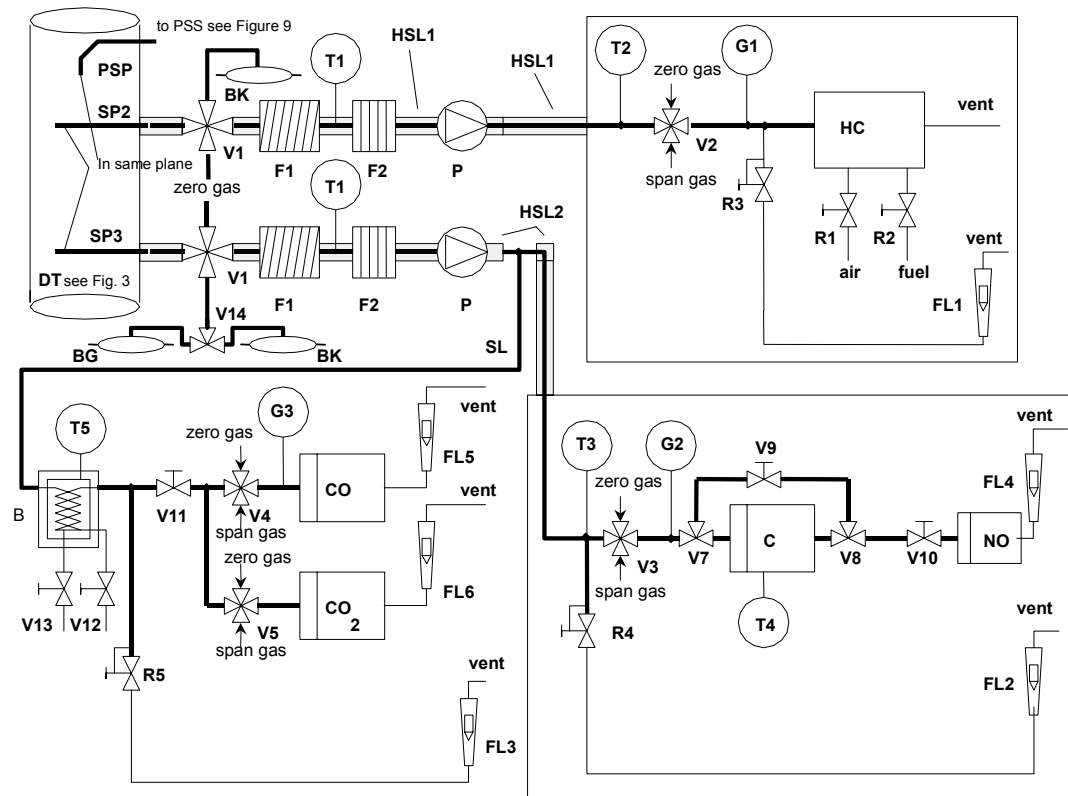 to PSS see Figure 9
PSP
HSL1
HSL1
T2
G1
zero gas
T1
BK
SP2
vent
HC
V2
V1
In same plane
F1
F2
P
span gas
zero gas
T1
R3
HSL2
R1
R2
SP3
vent
air
fuel
DT see Fig. 3
V1
F1
F2
P
FL1
V14
BG
BK
SL
vent
vent
T5
G3
zero gas
T3
G2
V9
FL5
FL4
zero gas
vent
B
CO
V11
V4
span gas
C
NO
V3
V7
V8
V10
zero gas
span gas
FL6
CO
2
V13
V12
V5
T4
R4
vent
span gas
vent
R5
FL2
FL3